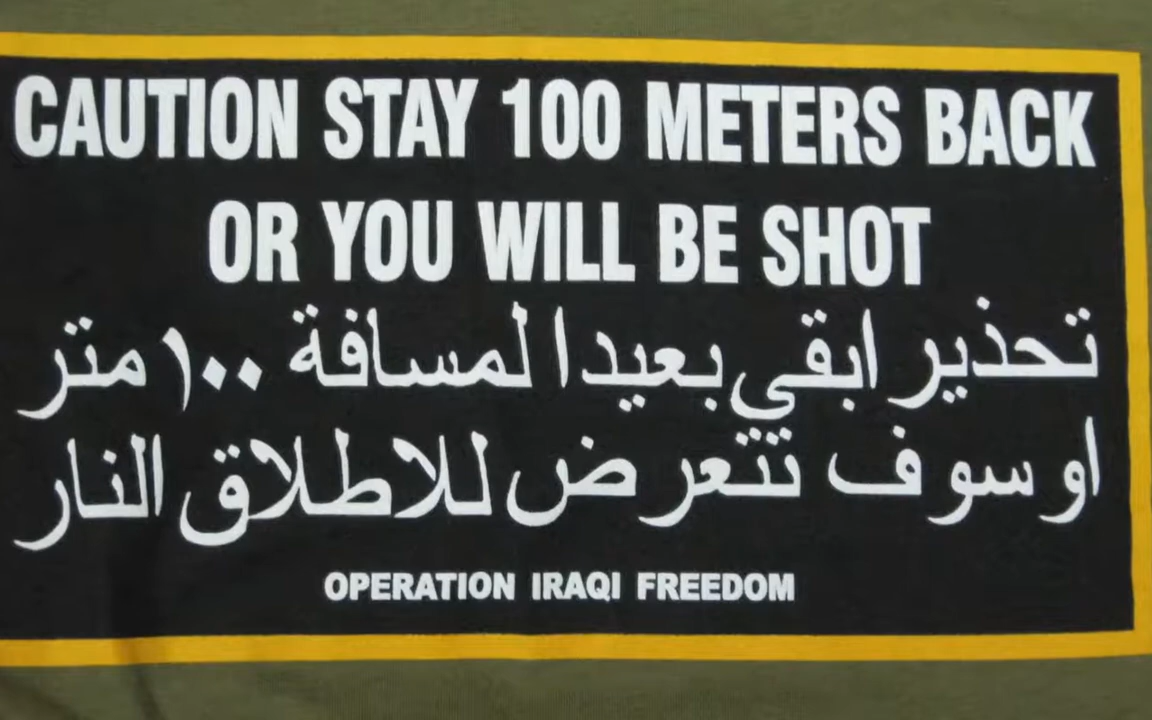 CAUTION STAY 100 METERS BACK
OR YOU WILL BE SHOT
تحذير ابقي بعيدا لمسافة ١٠٠ متر
او سوف تتعرض للاطلاق النار
OPERATION IRAQI FREEDOM